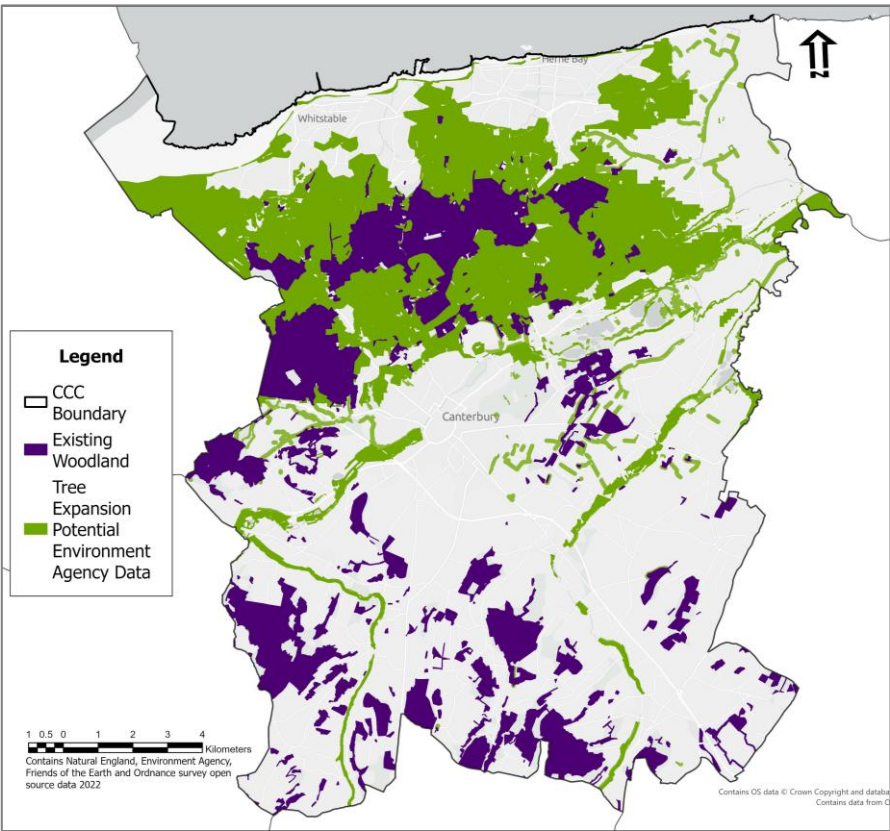 Herne Bay
N
Whitstable
Canterbury
Legend
CCC
Boundary
Existing
Woodland
Tree
Expansion
Potential
Environment
Agency Data
1 0.5 0 1 2 3 4
Kilometers
Contains Natural England, Environment Agency,
Friends of the Earth and Ordnance survey open
source data 2022
Contains OS data © Crown Copyright and databa
Contains data from O